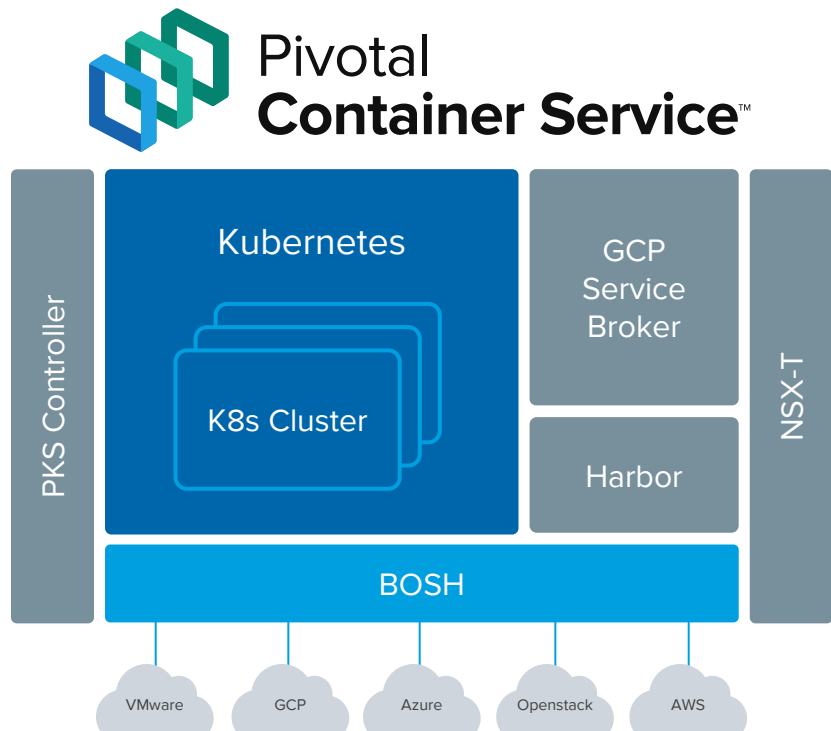 Pivotal
Container Service™
PKS Controller
Kubernetes
K8s Cluster
GCP
Service
Broker
Harbor
NSX-T
BOSH
VMware
GCP
Azure
Openstack
AWS